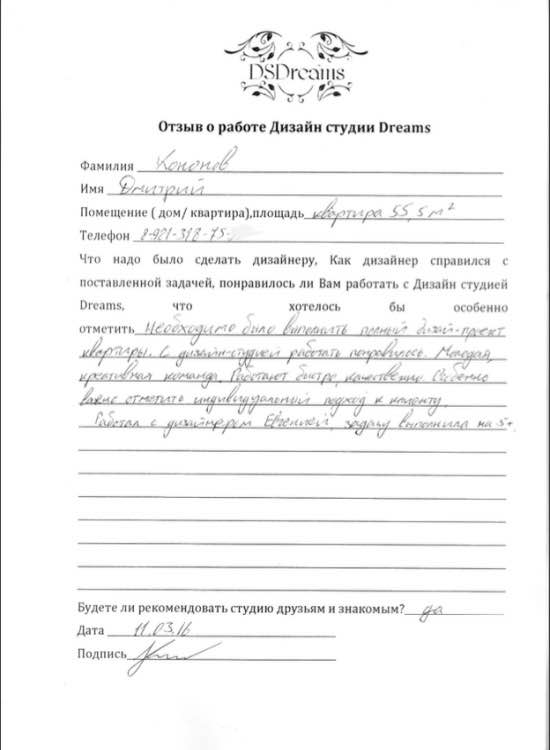 DSDreams
Отзыв о работе Дизайн студии Dreams
Фамилия Кононов
Имя Дмитрий
Помещение ( дом/ квартира),площадь квартира 55,5 м²
Телефон 8-921-318-75-
Что надо было сделать дизайнеру, Как дизайнер справился с
поставленной задачей, понравилось ли Вам работать с Дизайн студией
Dreams, что хотелось бы особенно
отметить Необходимо было выполнить полный дизайн-проект
квартиры. С дизайн-студией работать понравилось. Молодая,
креативная команда. Работают быстро, качественно. Особенно
важно отметить индивидуальный подход к клиенту.
Работал с дизайнером Евгенией, задачу выполнила на 5+.
Будете ли рекомендовать студию друзьям и знакомым? да
Дата 11.03.16
Подпись